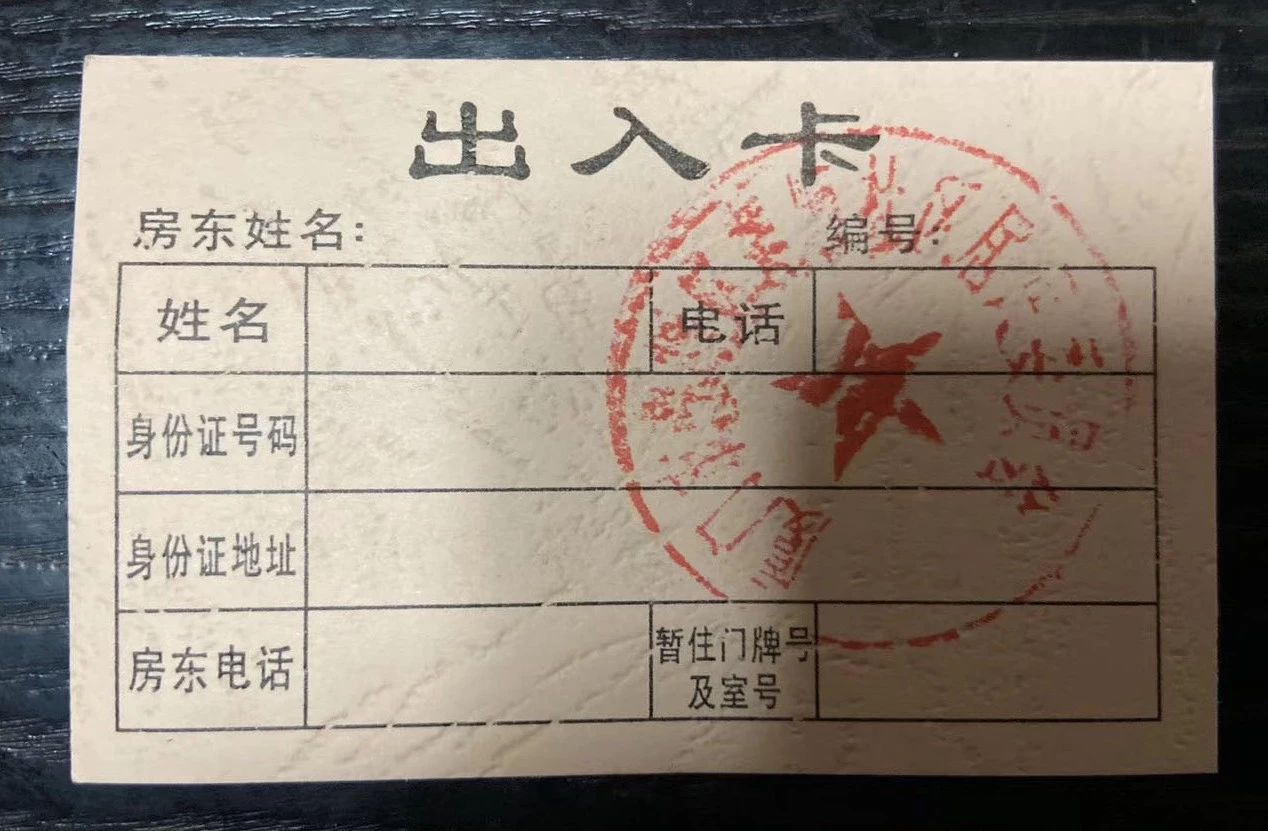 出入卡
房东姓名: 编号:
姓名 电话
身份证号码
身份证地址
房东电话 暂住门牌号及室号